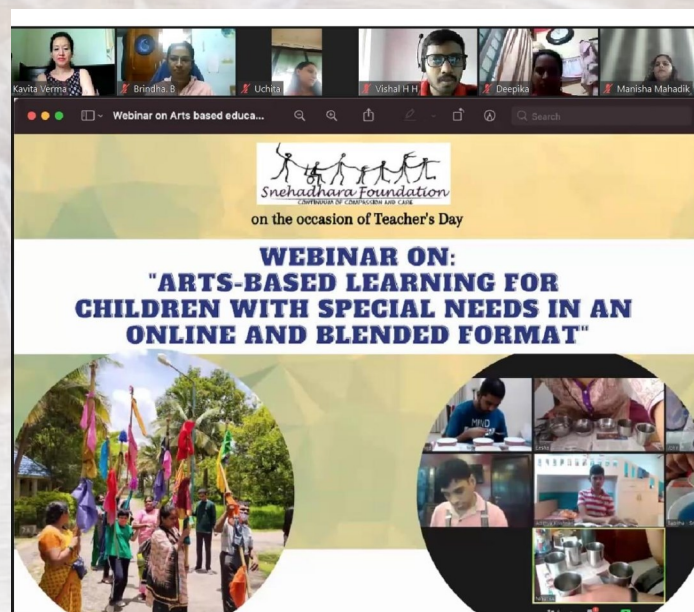 Kavita Verma
Brindha. B
Uchita
Vishal H H
Deepika
Manisha Mahadik
Webinar on Arts based educa...
Search
Snehadhara Foundation
CONTINUUM OF COMPASSION AND CARE
on the occasion of Teacher's Day
WEBINAR ON:
"ARTS-BASED LEARNING FOR
CHILDREN WITH SPECIAL NEEDS IN AN
ONLINE AND BLENDED FORMAT"